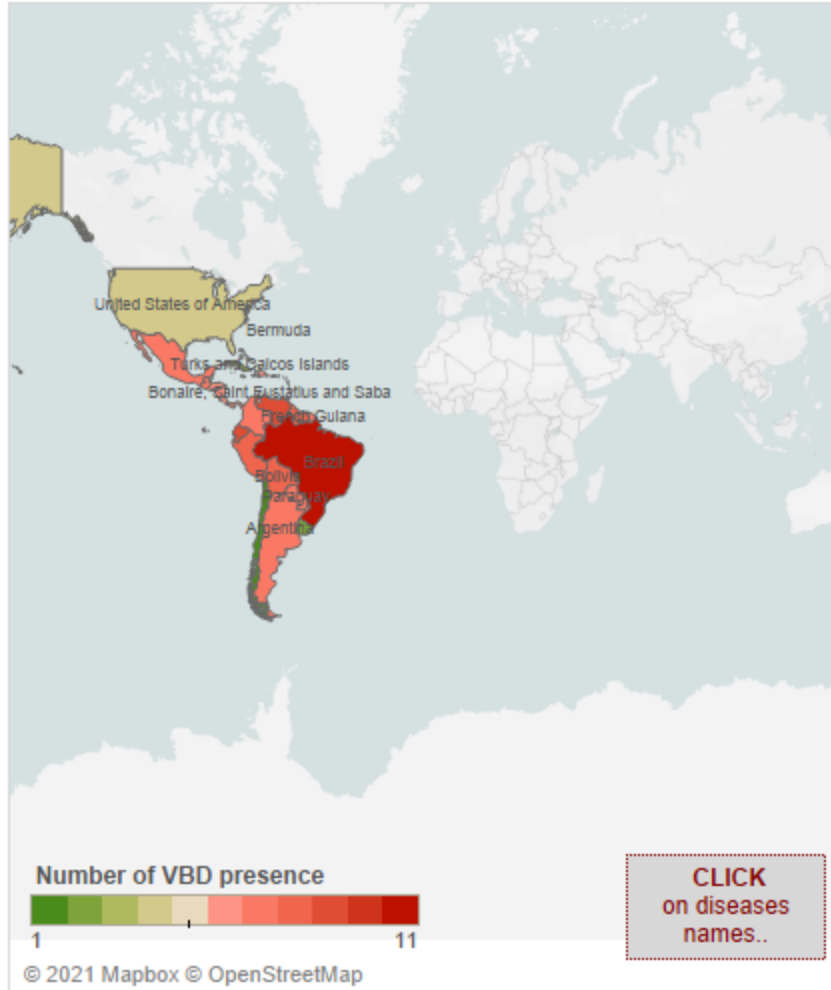 United States of America
Bermuda
Turks and Caicos Islands
Bonaire, Saint Eustatius and Saba
French Guiana
Brazil
Bolivia
Paraguay
Argentina
Number of VBD presence
1 11
CLICK
on diseases
names..
© 2021 Mapbox © OpenStreetMap